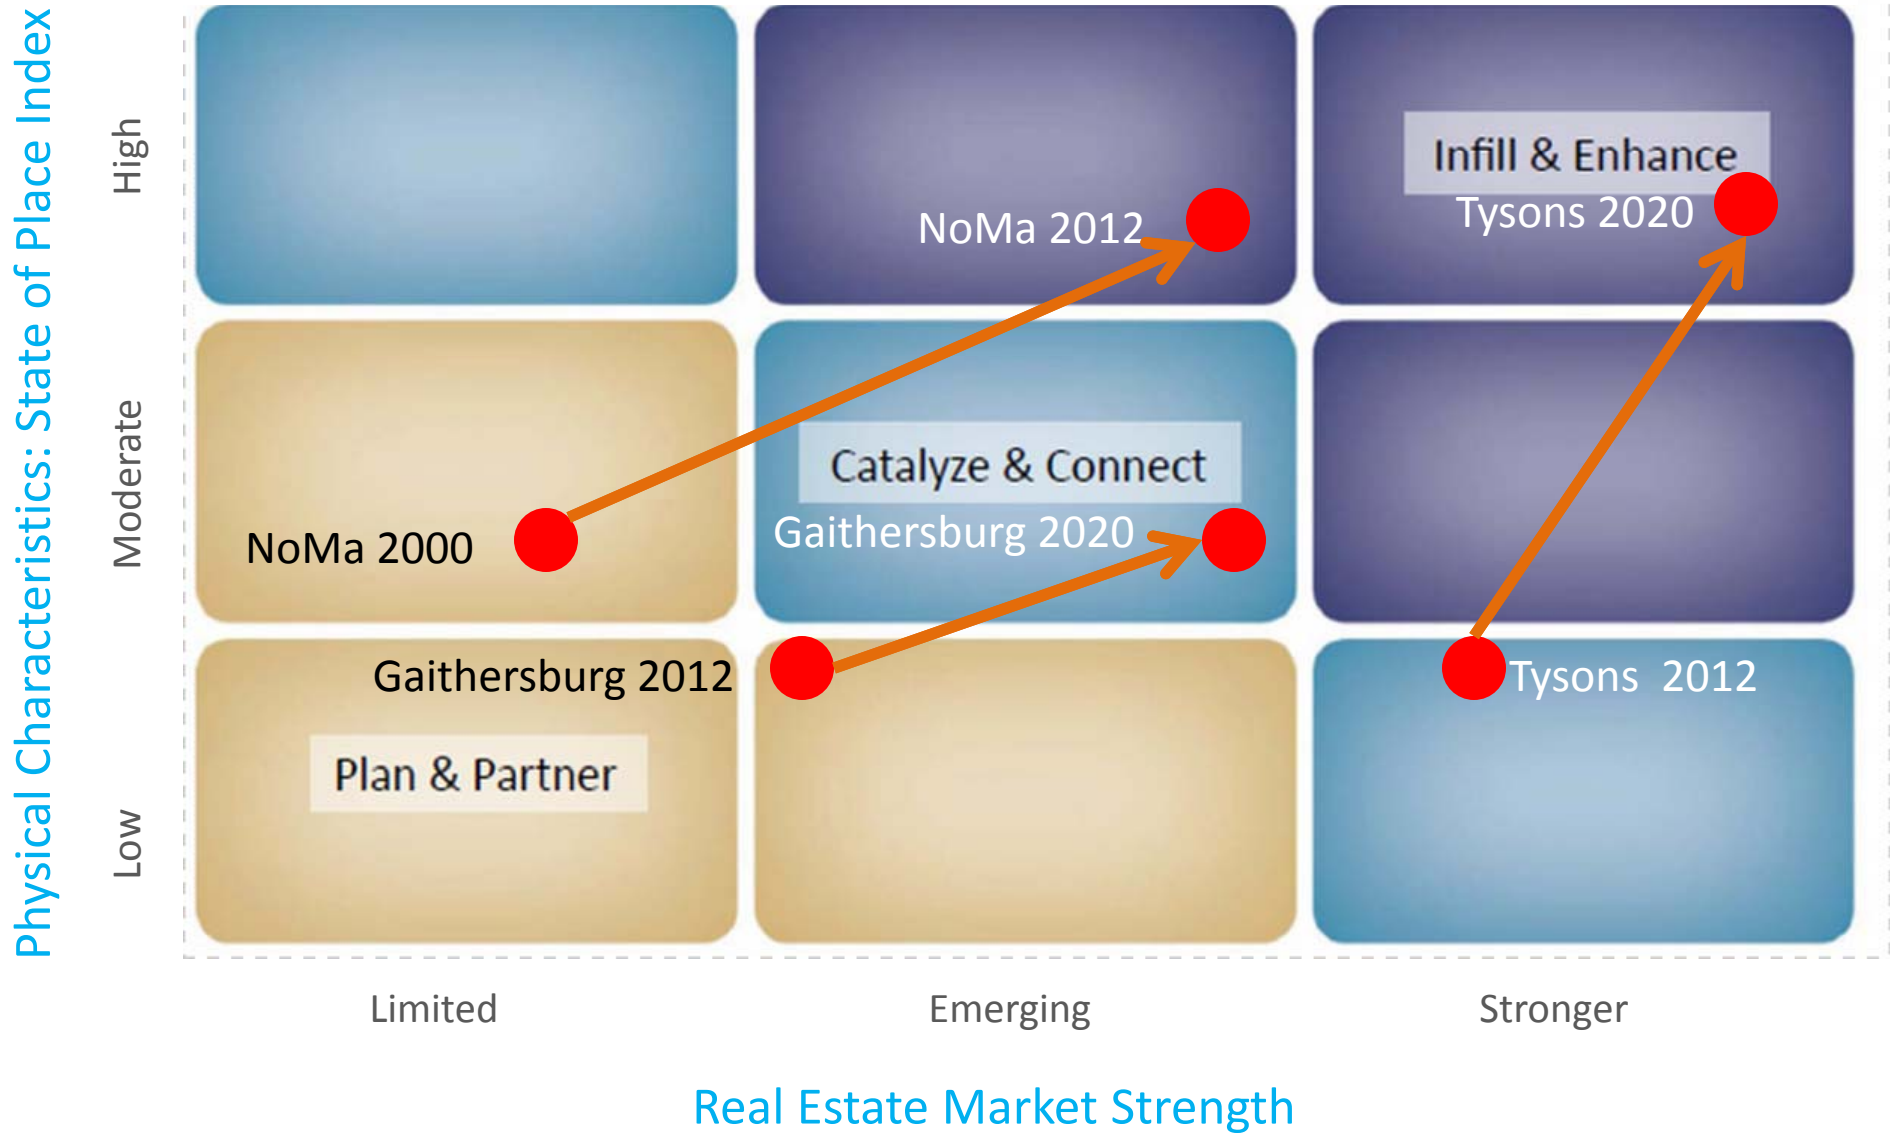 Physical Characteristics: State of Place Index
High
Infill & Enhance
NoMa 2012
Tysons 2020
Moderate
Catalyze & Connect
Gaithersburg 2020
NoMa 2000
Gaithersburg 2012
Tysons  2012
Plan & Partner
Low
Limited
Emerging
Stronger
Real Estate Market Strength